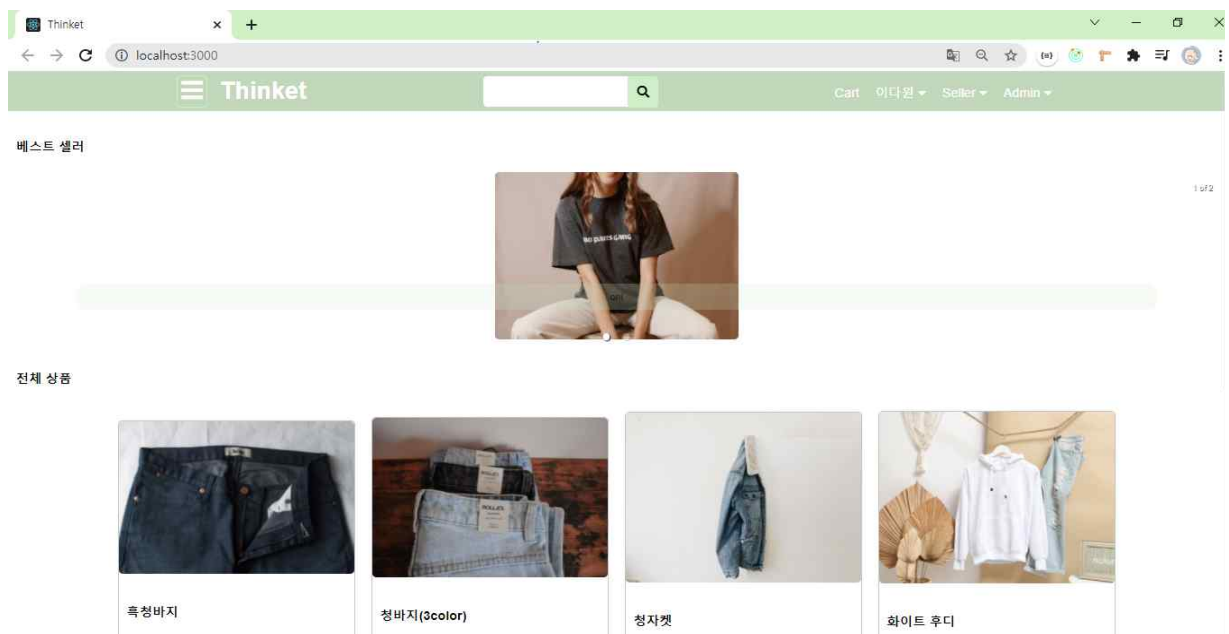 Thinket
localhost:3000
Thinket
Cart 이다원 Seller Admin
베스트 셀러
1 of 2
전체 상품
흑청바지
청바지(3color)
청자켓
화이트 후디